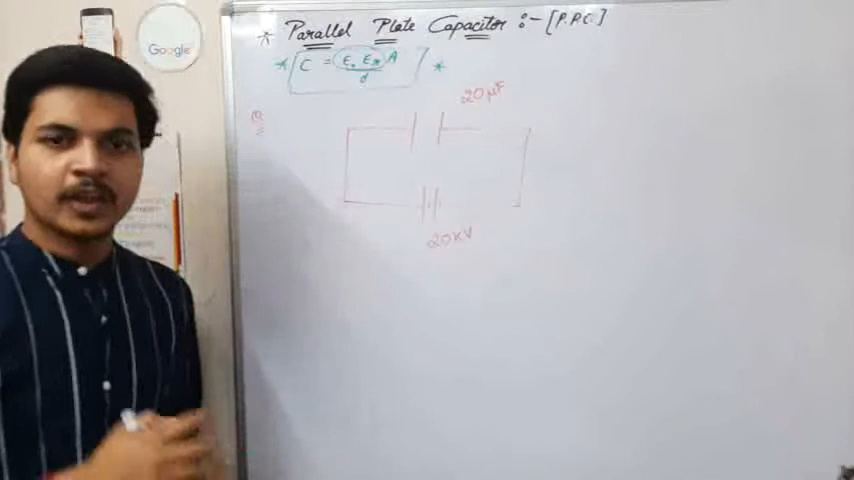 * Parallel Plate Capacitor :- [P.P.C.]
* [C = ε₀ εᵣ A / d] *
Q
20 μF
20 KV
Google